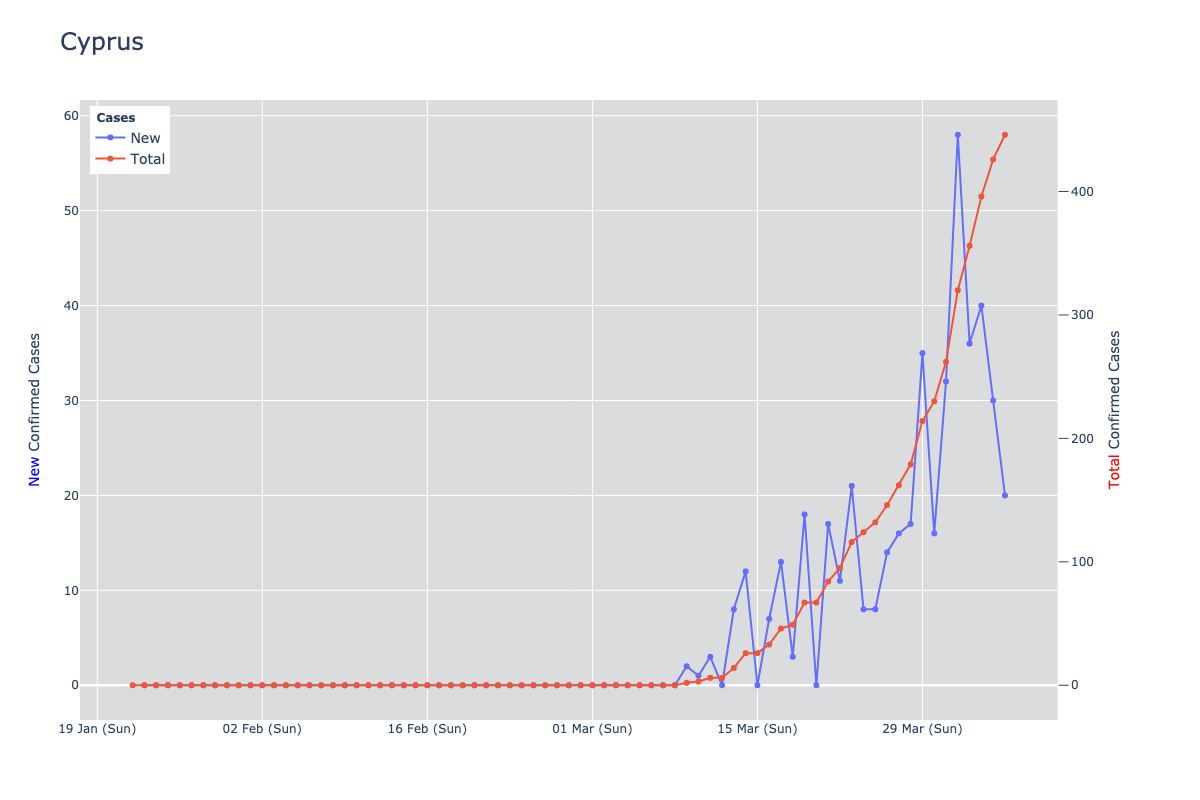 Cyprus
Cases
New
Total
60
50
40
30
20
10
0
400
300
200
100
0
New Confirmed Cases
Total Confirmed Cases
19 Jan (Sun)
02 Feb (Sun)
16 Feb (Sun)
01 Mar (Sun)
15 Mar (Sun)
29 Mar (Sun)